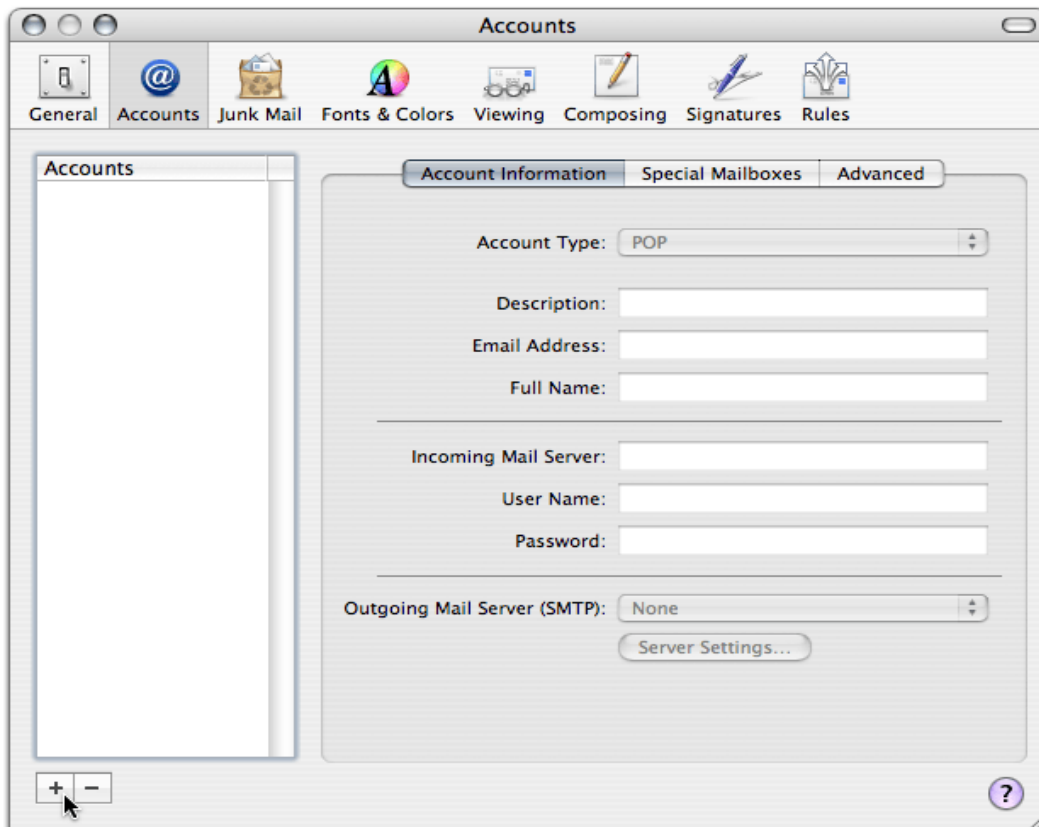 Accounts
General Accounts Junk Mail Fonts & Colors Viewing Composing Signatures Rules
Accounts
Account Information Special Mailboxes Advanced
Account Type: POP
Description:
Email Address:
Full Name:
Incoming Mail Server:
User Name:
Password:
Outgoing Mail Server (SMTP): None
Server Settings...
+ −
?